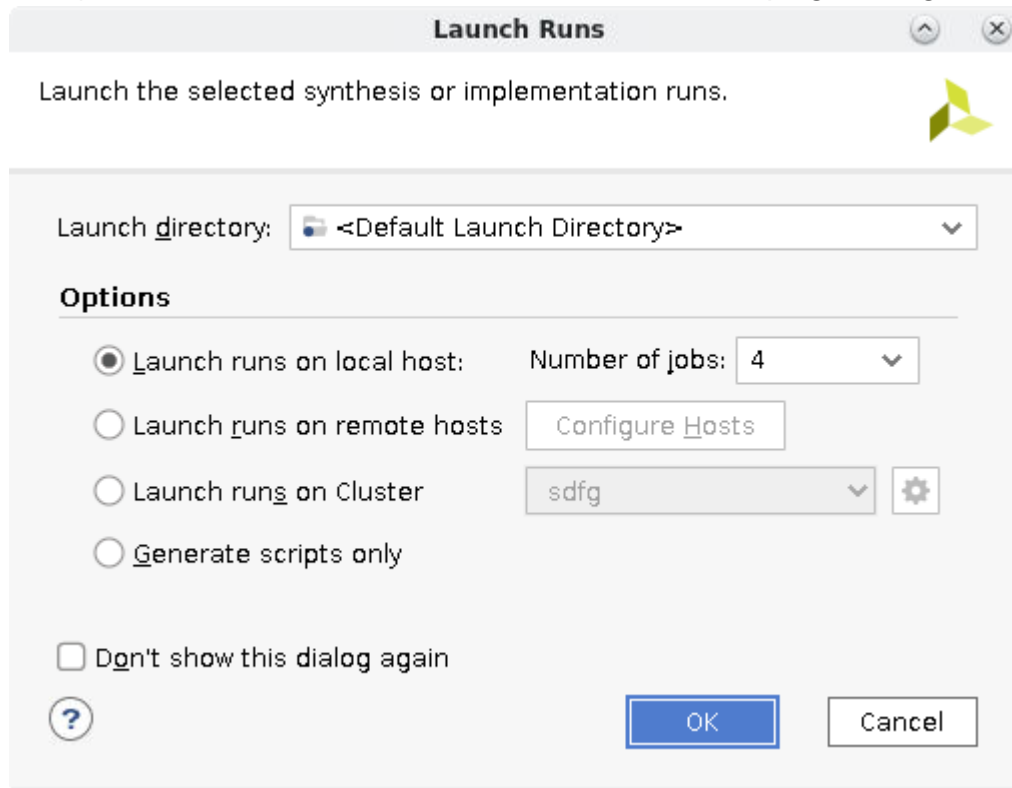 Launch Runs
Launch the selected synthesis or implementation runs.
Launch directory: <Default Launch Directory>
Options
Launch runs on local host: Number of jobs: 4
Launch runs on remote hosts Configure Hosts
Launch runs on Cluster sdfg
Generate scripts only
Don't show this dialog again
? OK Cancel